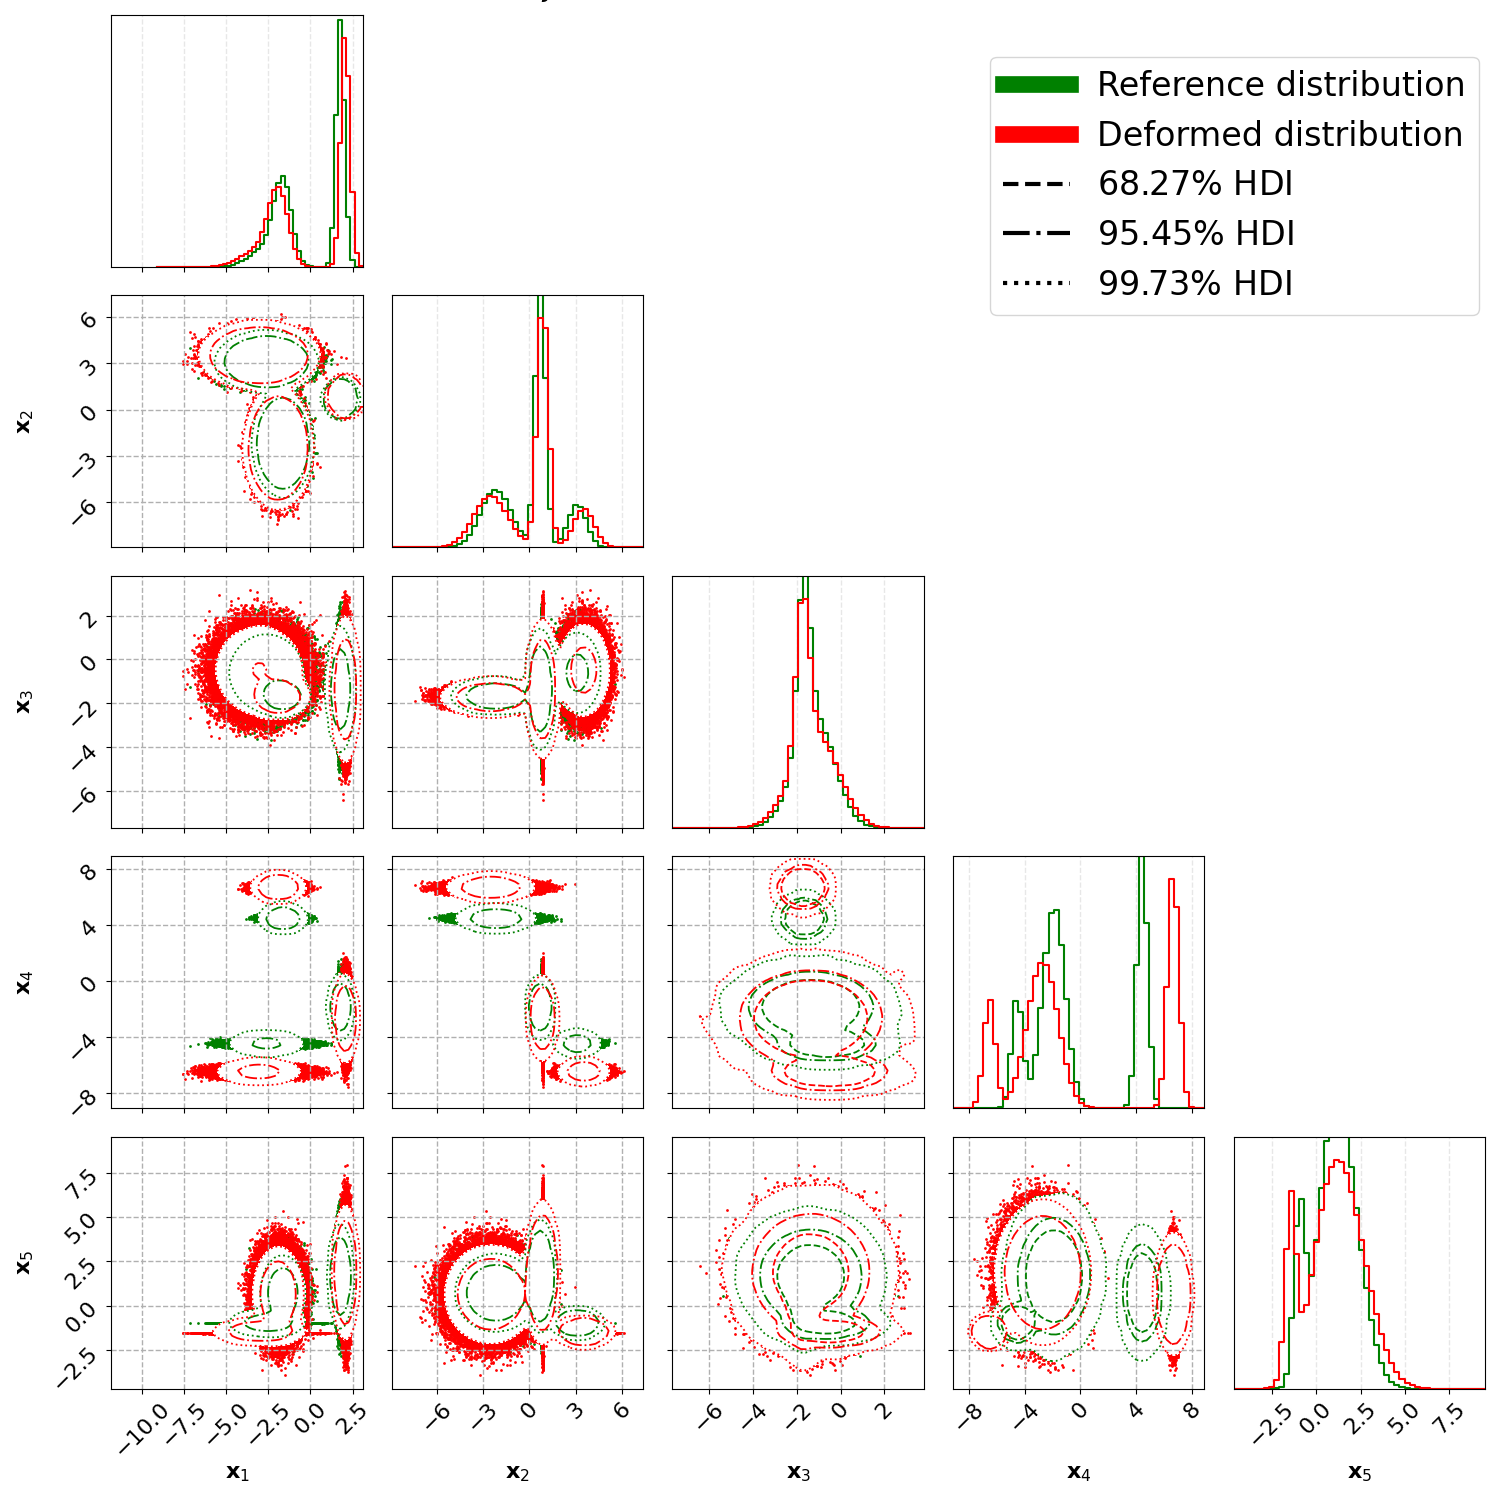 Reference distribution
Deformed distribution
68.27% HDI
95.45% HDI
99.73% HDI
6
3
0
−3
−6
x₂
2
0
−2
−4
−6
x₃
8
4
0
−4
−8
x₄
7.5
5.0
2.5
0.0
−2.5
x₅
−10.0 −7.5 −5.0 −2.5 0.0 2.5 −6 −3 0 3 6 −6 −4 −2 0 2 −8 −4 0 4 8 −2.5 0.0 2.5 5.0 7.5
x₁ x₂ x₃ x₄ x₅